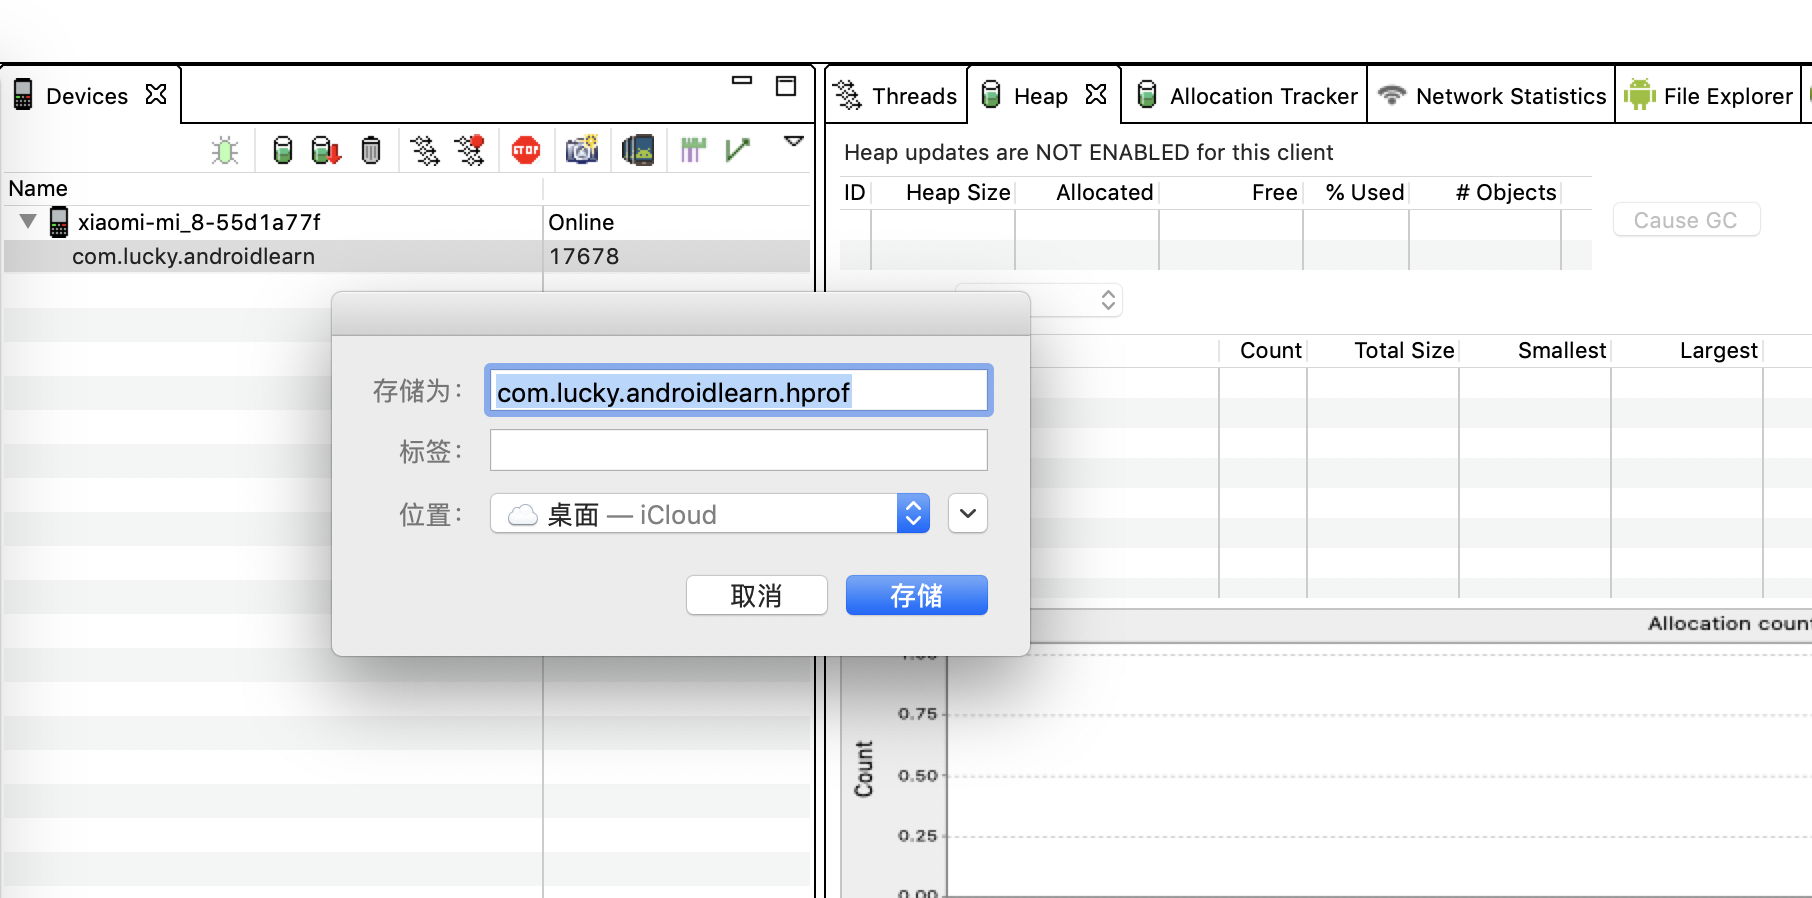 Devices
Threads
Heap
Allocation Tracker
Network Statistics
File Explorer
STOP
Heap updates are NOT ENABLED for this client
Name
ID Heap Size Allocated Free % Used # Objects
Cause GC
xiaomi-mi_8-55d1a77f Online
com.lucky.androidlearn 17678
存储为：
com.lucky.androidlearn.hprof
标签：
位置：
桌面 — iCloud
取消
存储
Count Total Size Smallest Largest
Allocation count
Count
0.75
0.50
0.25
0.00